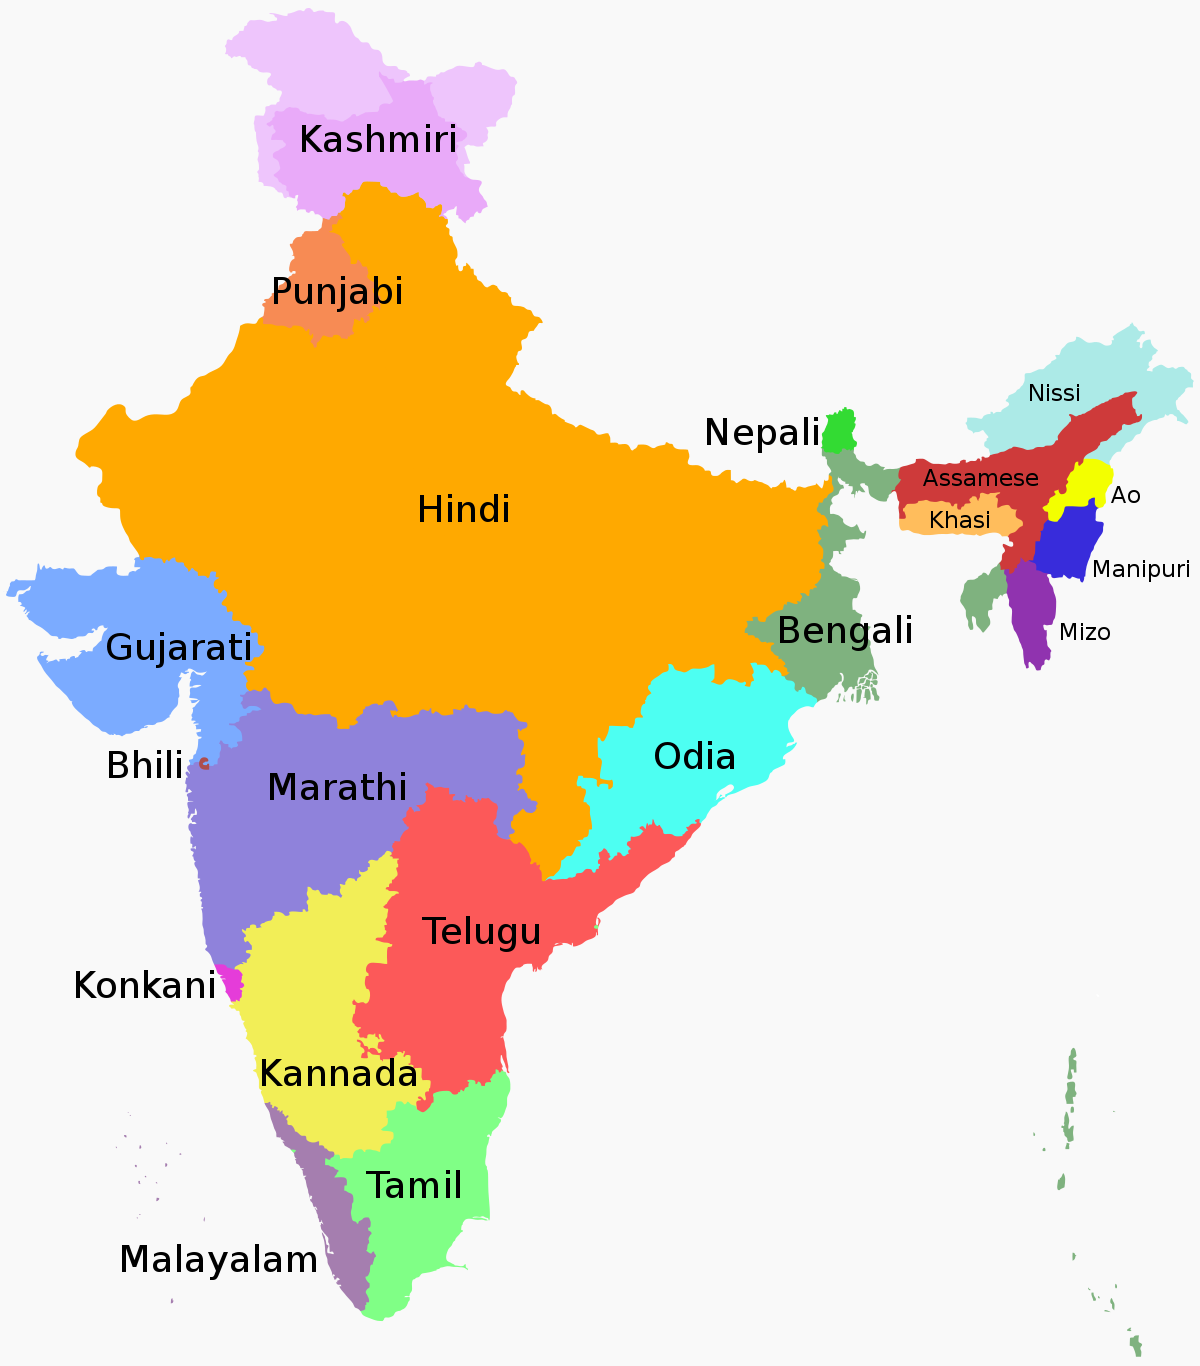 Kashmiri
Punjabi
Nissi
Nepali
Assamese
Ao
Hindi
Khasi
Manipuri
Bengali
Mizo
Gujarati
Odia
Bhili
Marathi
Telugu
Konkani
Kannada
Tamil
Malayalam